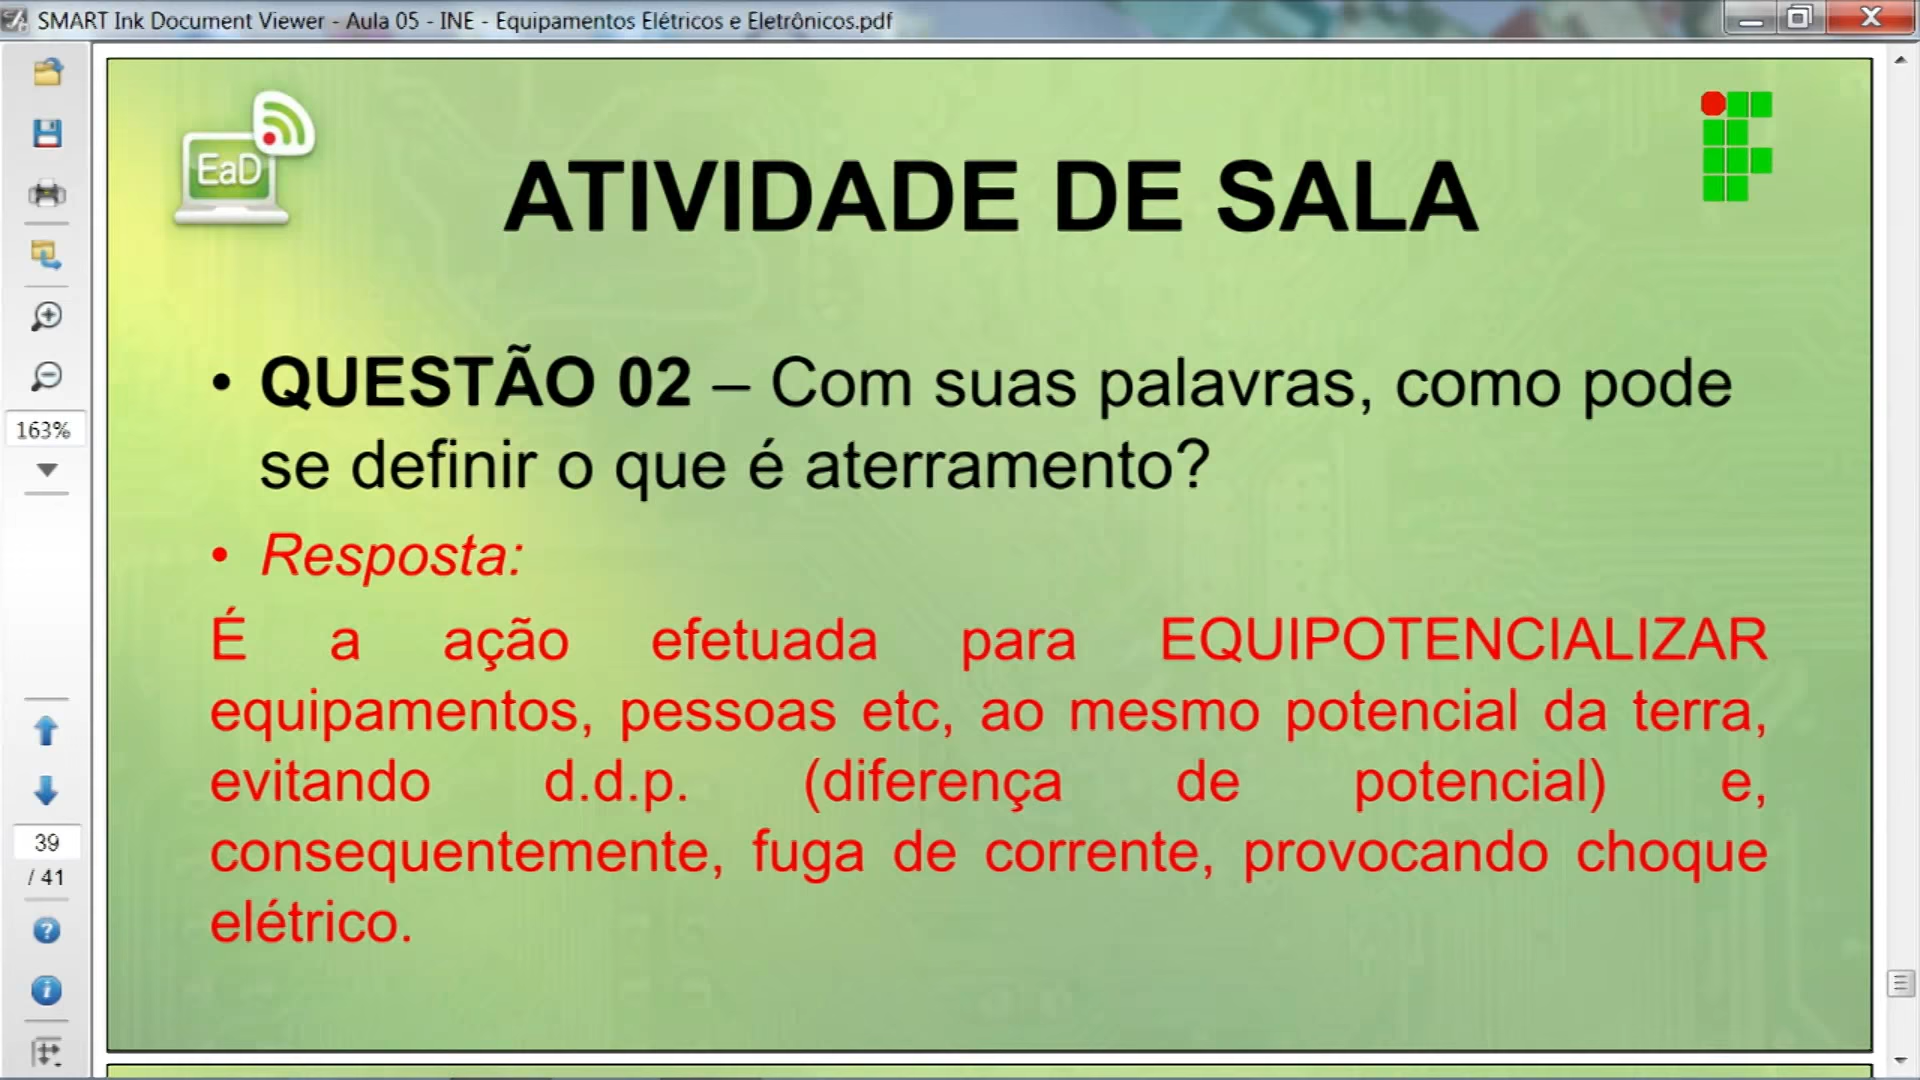 SMART Ink Document Viewer - Aula 05 - INE - Equipamentos Elétricos e Eletrônicos.pdf
EaD
ATIVIDADE DE SALA
• QUESTÃO 02 – Com suas palavras, como pode
se definir o que é aterramento?
• Resposta:
É a ação efetuada para EQUIPOTENCIALIZAR
equipamentos, pessoas etc, ao mesmo potencial da terra,
evitando d.d.p. (diferença de potencial) e,
consequentemente, fuga de corrente, provocando choque
elétrico.
163%
39
/ 41